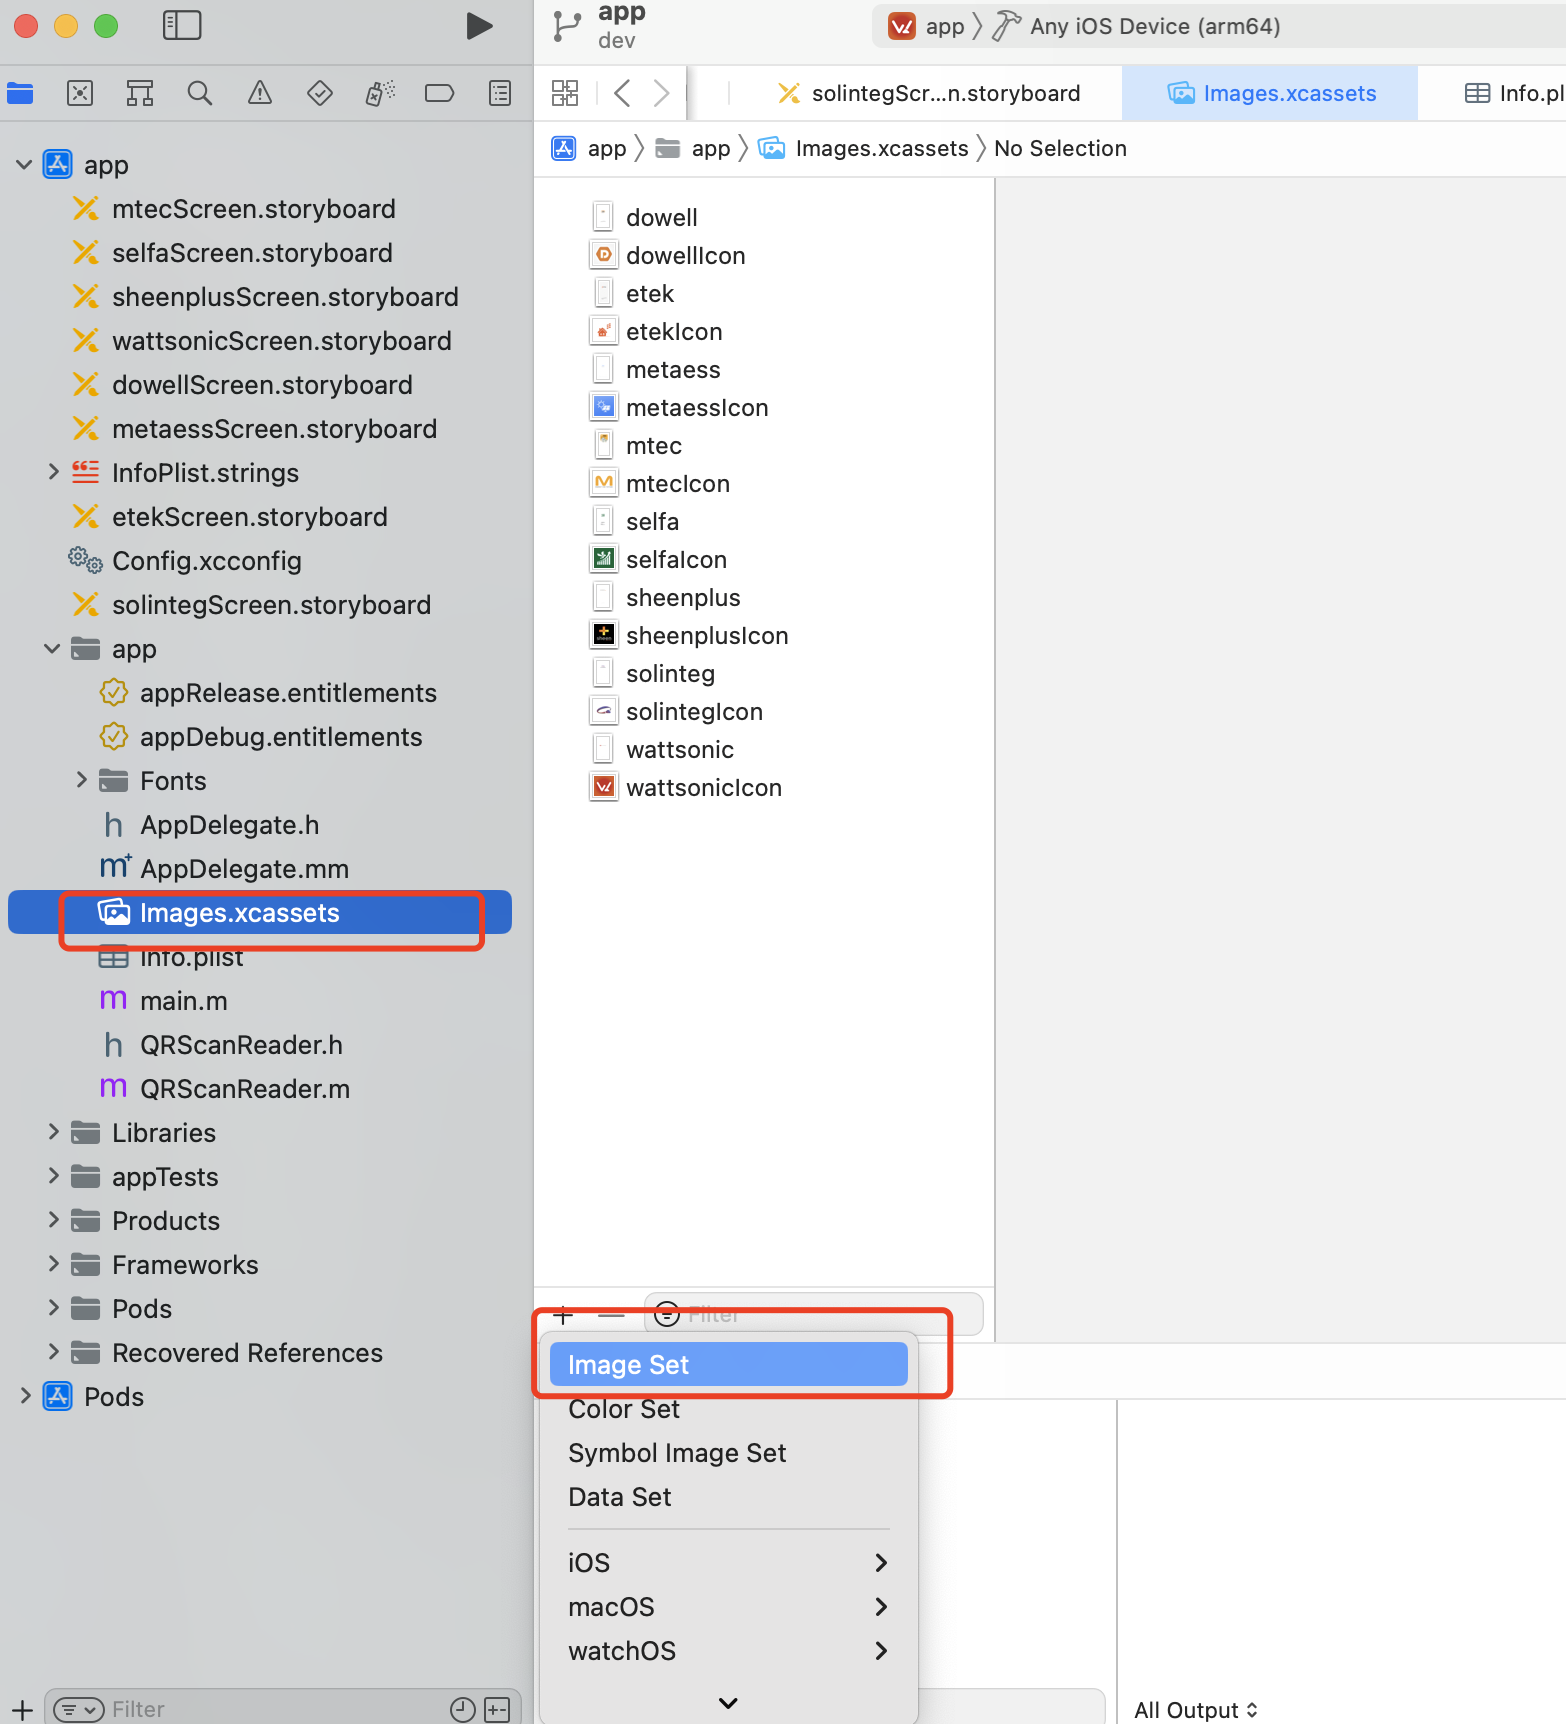 app
dev
app
Any iOS Device (arm64)
solintegScr...n.storyboard
Images.xcassets
Info.pl
app
app
Images.xcassets
No Selection
app
mtecScreen.storyboard
selfaScreen.storyboard
sheenplusScreen.storyboard
wattsonicScreen.storyboard
dowellScreen.storyboard
metaessScreen.storyboard
InfoPlist.strings
etekScreen.storyboard
Config.xcconfig
solintegScreen.storyboard
app
appRelease.entitlements
appDebug.entitlements
Fonts
h AppDelegate.h
m+ AppDelegate.mm
Images.xcassets
Info.plist
m main.m
h QRScanReader.h
m QRScanReader.m
Libraries
appTests
Products
Frameworks
Pods
Recovered References
Pods
Filter
dowell
dowellIcon
etek
etekIcon
metaess
metaessIcon
mtec
mtecIcon
selfa
selfaIcon
sheenplus
sheenplusIcon
solinteg
solintegIcon
wattsonic
wattsonicIcon
Filter
Image Set
Color Set
Symbol Image Set
Data Set
iOS
macOS
watchOS
All Output